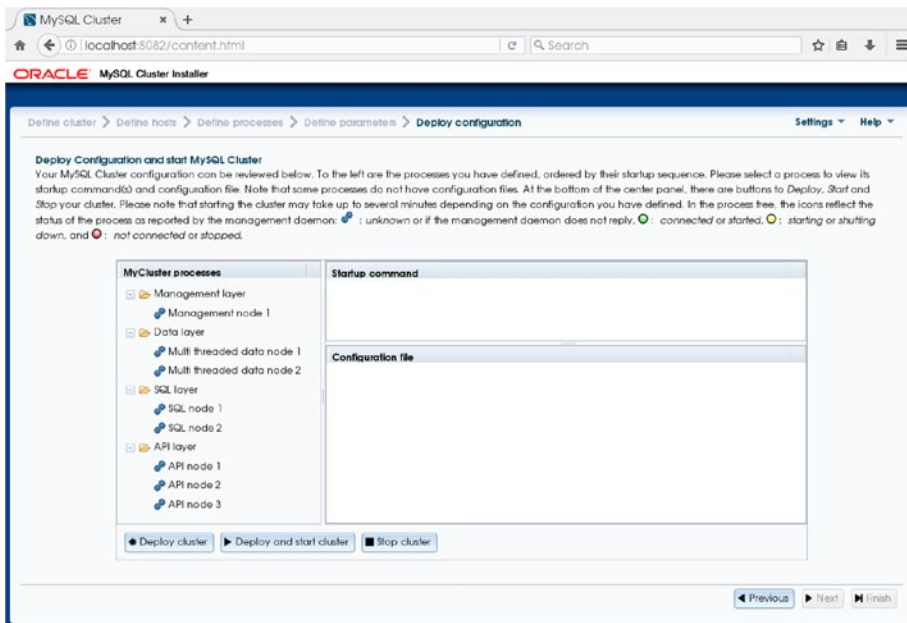 MySQL Cluster
localhost:8082/content.html
Search
ORACLE MySQL Cluster Installer
Define cluster > Define hosts > Define processes > Define parameters > Deploy configuration
Settings Help
Deploy Configuration and start MySQL Cluster
Your MySQL Cluster configuration can be reviewed below. To the left are the processes you have defined, ordered by their startup sequence. Please select a process to view its
startup command(s) and configuration file. Note that some processes do not have configuration files. At the bottom of the center panel, there are buttons to Deploy, Start and
Stop your cluster. Please note that starting the cluster may take up to several minutes depending on the configuration you have defined. In the process tree, the icons reflect the
status of the process as reported by the management daemon: : unknown or if the management daemon does not reply, : connected or started, : starting or shutting
down, and : not connected or stopped.
MyCluster processes
Management layer
Management node 1
Data layer
Multi threaded data node 1
Multi threaded data node 2
SQL layer
SQL node 1
SQL node 2
API layer
API node 1
API node 2
API node 3
Startup command
Configuration file
Deploy cluster
Deploy and start cluster
Stop cluster
Previous
Next
Finish